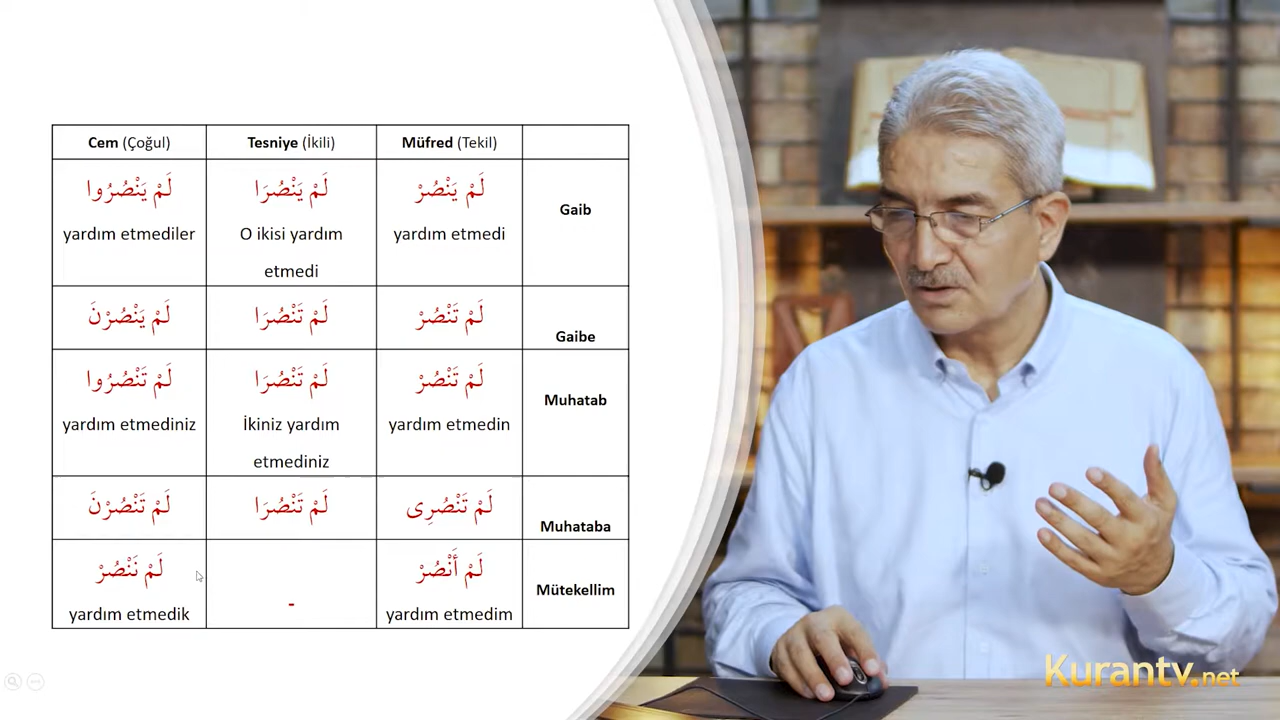 Cem (Çoğul) Tesniye (İkili) Müfred (Tekil)
لَمْ يَنْصُرُوا لَمْ يَنْصُرَا لَمْ يَنْصُرْ
Gaib
yardım etmediler O ikisi yardım yardım etmedi
etmedi
لَمْ يَنْصُرْنَ لَمْ تَنْصُرَا لَمْ تَنْصُرْ
Gaibe
لَمْ تَنْصُرُوا لَمْ تَنْصُرَا لَمْ تَنْصُرْ
Muhatab
yardım etmediniz İkiniz yardım yardım etmedin
etmediniz
لَمْ تَنْصُرْنَ لَمْ تَنْصُرَا لَمْ تَنْصُرِى
Muhataba
لَمْ نَنْصُرْ لَمْ أَنْصُرْ
Mütekellim
-
yardım etmedik yardım etmedim
Kurantv.net